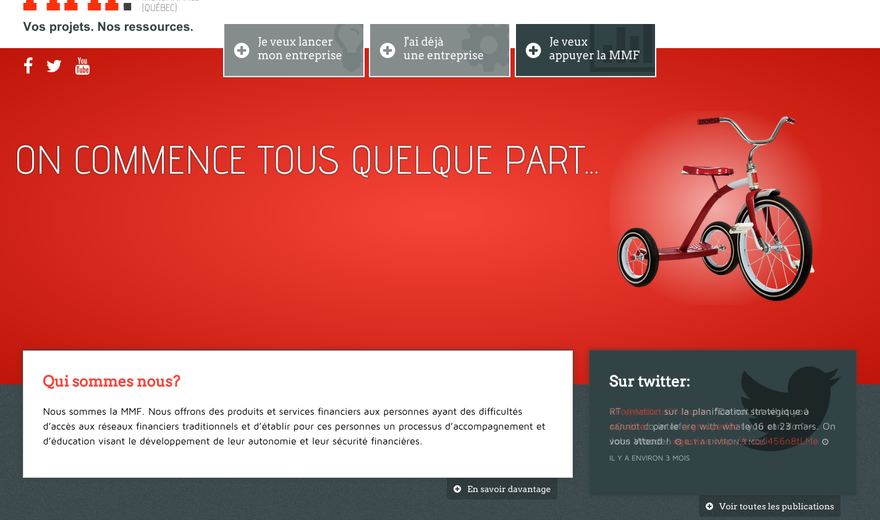 (QUÉBEC)
Vos projets. Nos ressources.
Je veux lancer
mon entreprise
J'ai déjà
une entreprise
Je veux
appuyer la MMF
You
Tube
ON COMMENCE TOUS QUELQUE PART...
Qui sommes nous?
Nous sommes la MMF. Nous offrons des produits et services financiers aux personnes ayant des difficultés
d'accès aux réseaux financiers traditionnels et d'établir pour ces personnes un processus d'accompagnement et
d'éducation visant le développement de leur autonomie et leur sécurité financières.
En savoir davantage
Sur twitter:
sur la planification stratégique à
le 16 et 23 mars. On
vous attend!
IL Y A ENVIRON 3 MOIS
Voir toutes les publications